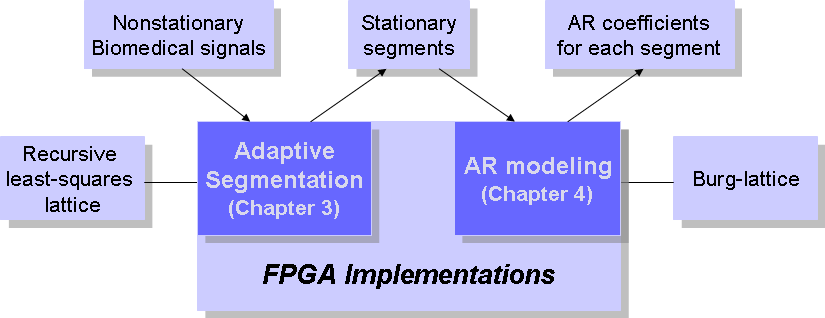 Nonstationary
Biomedical signals
Stationary
segments
AR coefficients
for each segment
Recursive
least-squares
lattice
Adaptive
Segmentation
(Chapter 3)
AR modeling
(Chapter 4)
Burg-lattice
FPGA Implementations